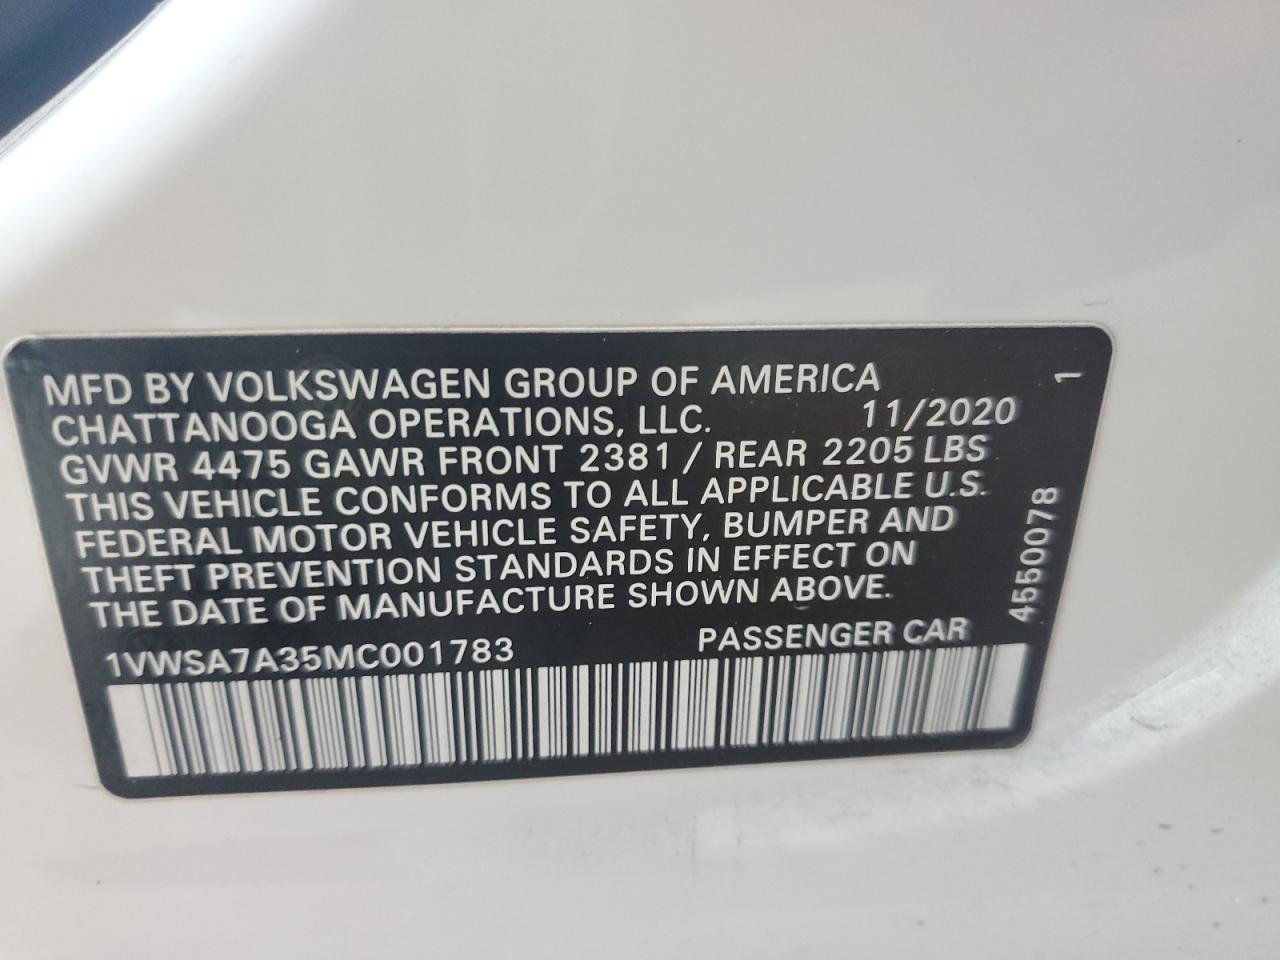 MFD BY VOLKSWAGEN GROUP OF AMERICA
CHATTANOOGA OPERATIONS, LLC. 11/2020
GVWR 4475 GAWR FRONT 2381 / REAR 2205 LBS
THIS VEHICLE CONFORMS TO ALL APPLICABLE U.S.
FEDERAL MOTOR VEHICLE SAFETY, BUMPER AND
THEFT PREVENTION STANDARDS IN EFFECT ON
THE DATE OF MANUFACTURE SHOWN ABOVE.
1VWSA7A35MC001783 PASSENGER CAR
4550078 1